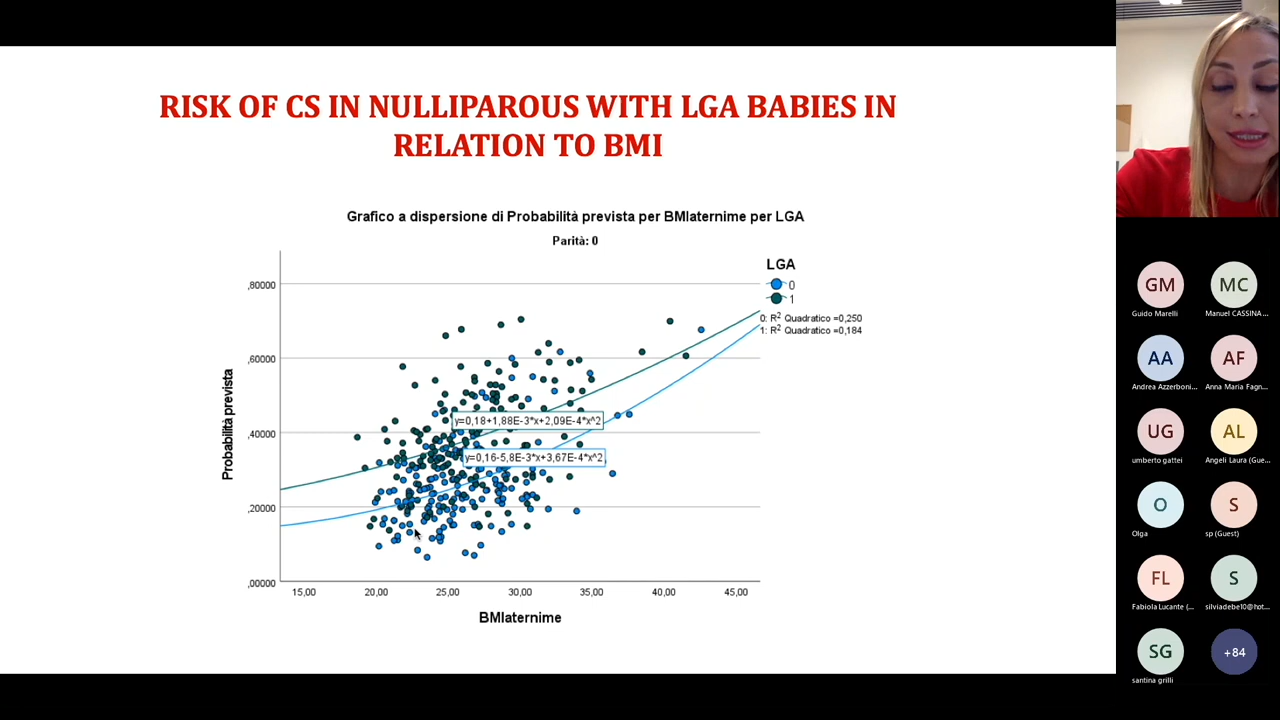 RISK OF CS IN NULLIPAROUS WITH LGA BABIES IN
RELATION TO BMI
Grafico a dispersione di Probabilità prevista per BMIaternime per LGA
Parità: 0
LGA
0
1
0: R2 Quadratico =0,250
1: R2 Quadratico =0,184
Probabilità prevista
,80000
,60000
,40000
,20000
,00000
y=0,18+1,88E-3*x+2,09E-4*x^2
y=0,16-5,8E-3*x+3,67E-4*x^2
15,00
20,00
25,00
30,00
35,00
40,00
45,00
BMIaternime
GM
Guido Marelli
MC
Manuel CASSINA...
AA
Andrea Azzerboni...
AF
Anna Maria Fagn...
UG
umberto gattei
AL
Angeli Laura (Gue...
O
Olga
S
sp (Guest)
FL
Fabiola Lucante (...
S
silviadebe10@hot...
SG
santina grilli
+84